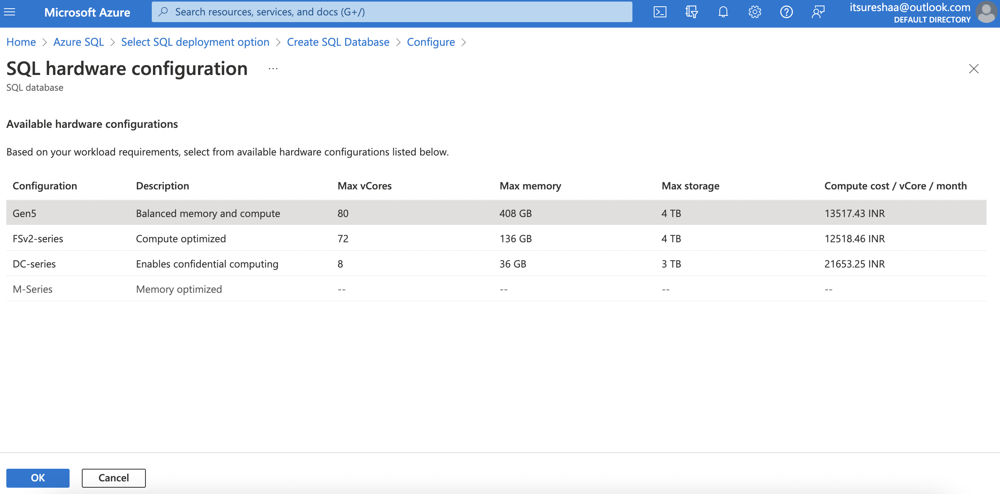 Microsoft Azure
Search resources, services, and docs (G+/)
itsureshaa@outlook.com
DEFAULT DIRECTORY
Home > Azure SQL > Select SQL deployment option > Create SQL Database > Configure >
SQL hardware configuration ...
SQL database
Available hardware configurations
Based on your workload requirements, select from available hardware configurations listed below.
Configuration Description Max vCores Max memory Max storage Compute cost / vCore / month
Gen5 Balanced memory and compute 80 408 GB 4 TB 13517.43 INR
FSv2-series Compute optimized 72 136 GB 4 TB 12518.46 INR
DC-series Enables confidential computing 8 36 GB 3 TB 21653.25 INR
M-Series Memory optimized -- -- -- --
OK Cancel